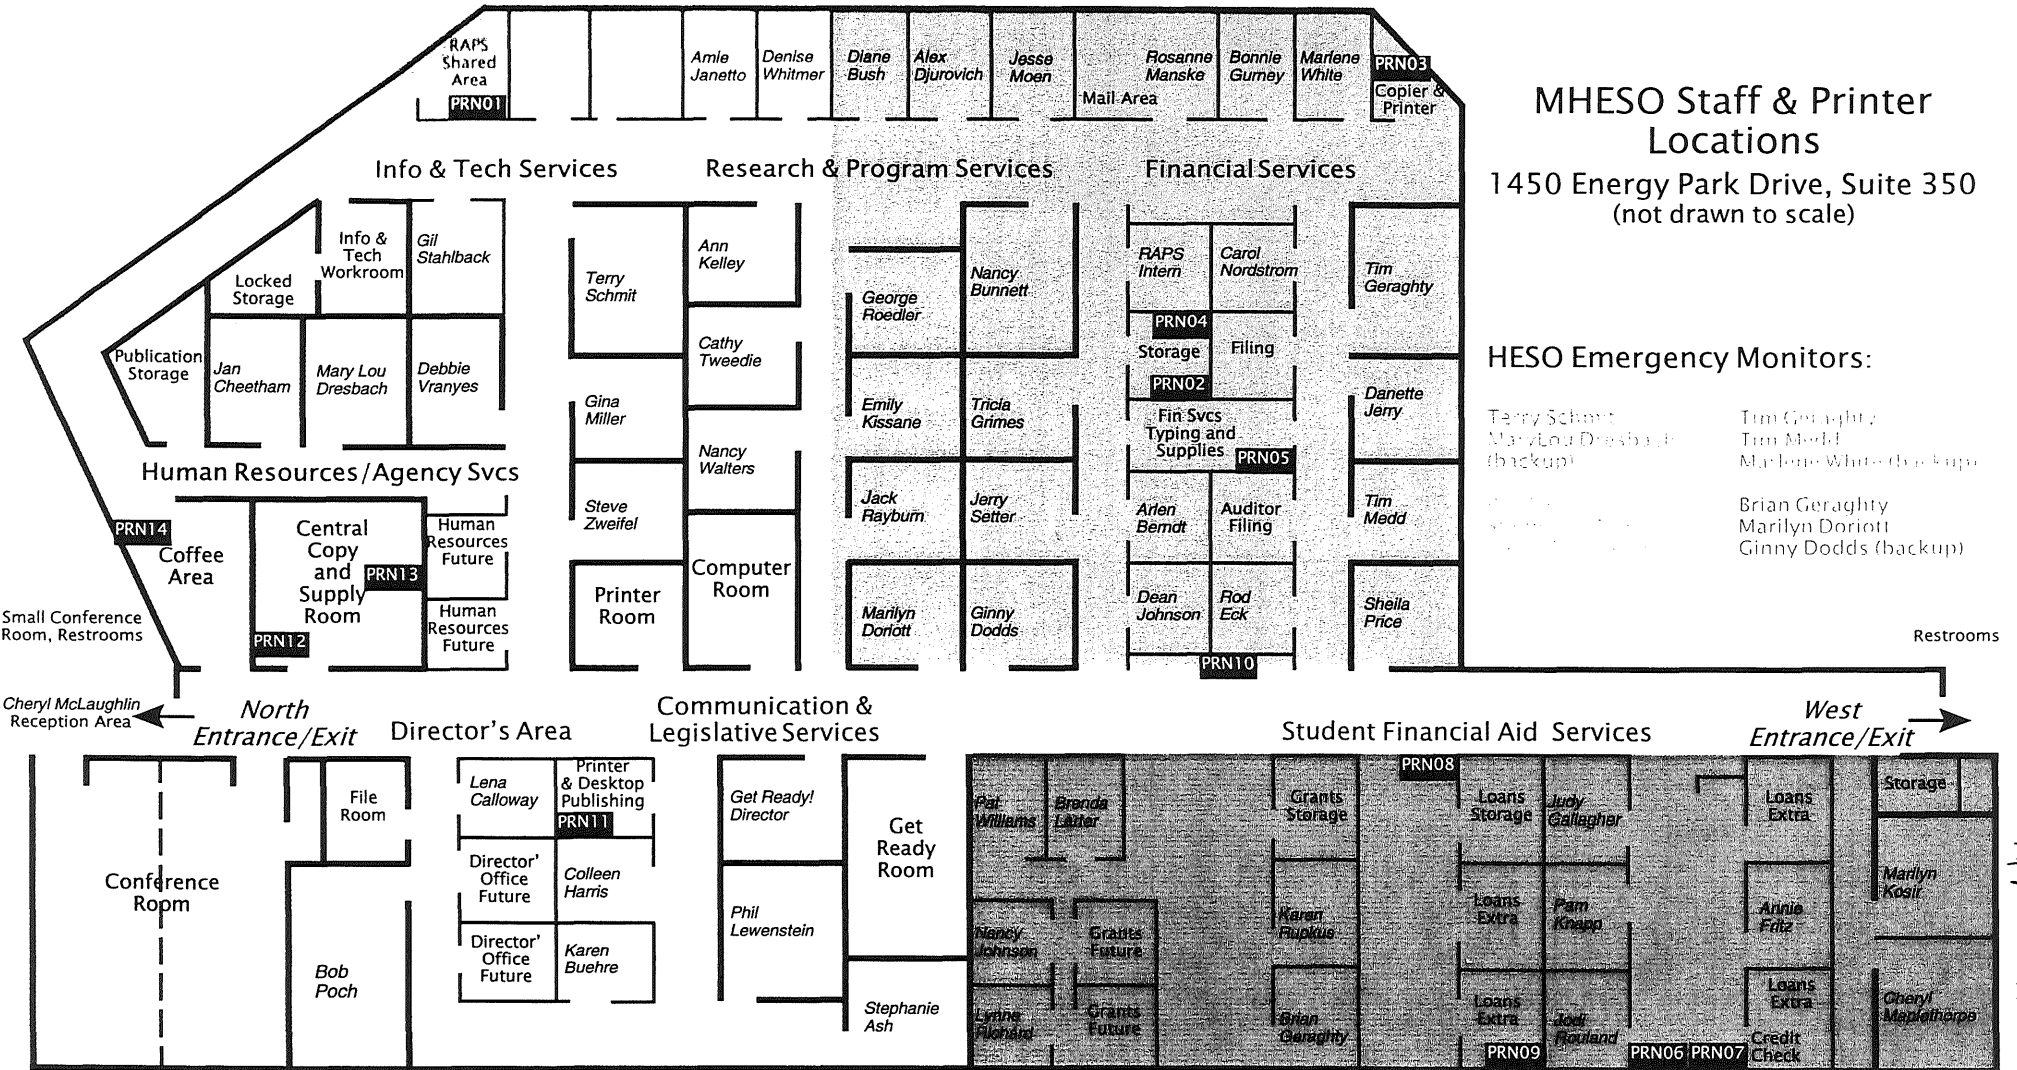 RAPS
Shared
Area
PRN01
Amie
Janetto
Denise
Whitmer
Diane
Bush
Alex
Djurovich
Jesse
Moen
Mail Area
Rosanne
Manske
Bonnie
Gurney
Marlene
White
PRN03
Copier &
Printer
MHESO Staff & Printer
Locations
1450 Energy Park Drive, Suite 350
(not drawn to scale)
Info & Tech Services
Research & Program Services
Financial Services
Locked
Storage
Info &
Tech
Workroom
Gil
Stahlback
Publication
Storage
Jan
Cheetham
Mary Lou
Dresbach
Debbie
Vranyes
Terry
Schmit
Gina
Miller
Steve
Zweifel
Printer
Room
Ann
Kelley
Cathy
Tweedie
Nancy
Walters
Computer
Room
George
Roedler
Nancy
Bunnett
Emily
Kissane
Tricia
Grimes
Jack
Rayburn
Jerry
Setter
Marilyn
Doriott
Ginny
Dodds
RAPS
Intern
Carol
Nordstrom
PRN04
Storage
PRN02
Filing
Fin Svcs
Typing and
Supplies
PRN05
Arlen
Berndt
Auditor
Filing
Dean
Johnson
Rod
Eck
PRN10
Tim
Geraghty
Danette
Jerry
Tim
Medd
Sheila
Price
HESO Emergency Monitors:
Terry Schmit
MaryLou Dresbach
(backup)
Tim Geraghty
Tim Medd
Marlene White (backup)
Brian Geraghty
Marilyn Doriott
Ginny Dodds (backup)
Human Resources/Agency Svcs
PRN14
Coffee
Area
Central
Copy
and
Supply
Room
PRN13
PRN12
Human
Resources
Future
Human
Resources
Future
Small Conference
Room, Restrooms
Restrooms
Cheryl McLaughlin
Reception Area
North
Entrance/Exit
Director's Area
Communication &
Legislative Services
Student Financial Aid Services
West
Entrance/Exit
Conference
Room
File
Room
Bob
Poch
Lena
Calloway
Printer
& Desktop
Publishing
PRN11
Director'
Office
Future
Colleen
Harris
Director'
Office
Future
Karen
Buehre
Get Ready!
Director
Phil
Lewenstein
Get
Ready
Room
Stephanie
Ash
Pat
Williams
Brenda
Larter
Nancy
Johnson
Grants
Future
Lynne
Richard
Grants
Future
Grants
Storage
Karen
Rupkus
Brian
Geraghty
PRN08
Loans
Storage
Judy
Gallagher
Loans
Extra
Pam
Knapp
Loans
Extra
Jodi
Rouland
PRN09
PRN06
PRN07
Loans
Extra
Annie
Fritz
Loans
Extra
Credit
Check
Storage
Marilyn
Kosir
Cheryl
Maplethorpe